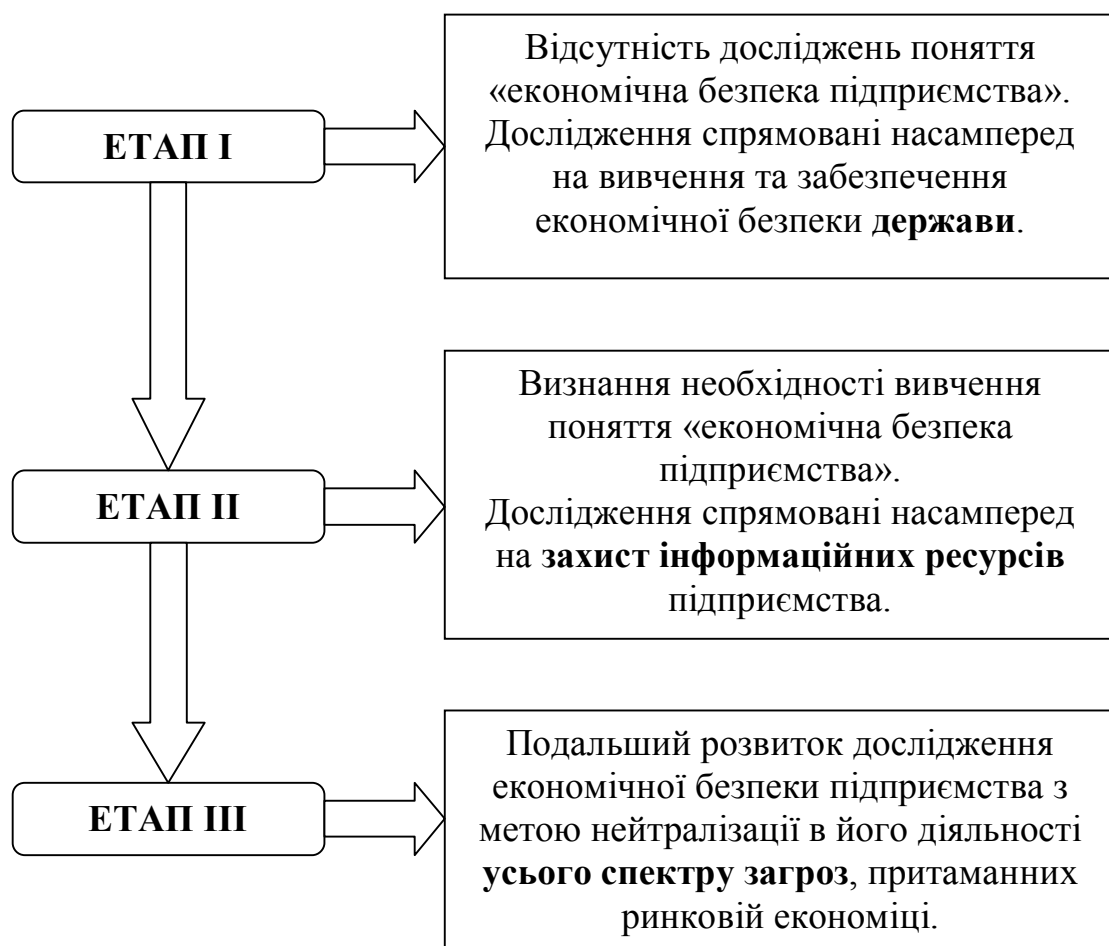 ЕТАП I
Відсутність досліджень поняття
«економічна безпека підприємства».
Дослідження спрямовані насамперед
на вивчення та забезпечення
економічної безпеки держави.
ЕТАП II
Визнання необхідності вивчення
поняття «економічна безпека
підприємства».
Дослідження спрямовані насамперед
на захист інформаційних ресурсів
підприємства.
ЕТАП III
Подальший розвиток дослідження
економічної безпеки підприємства з
метою нейтралізації в його діяльності
усього спектру загроз, притаманних
ринковій економіці.